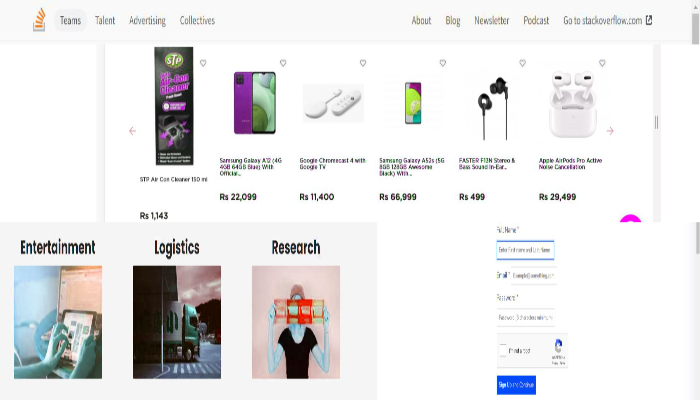 Teams Talent Advertising Collectives About Blog Newsletter Podcast Go to stackoverflow.com
STP
Air-Con
Cleaner
STP Air Con Cleaner 150 ml
Rs 1,143
Samsung Galaxy A12 (4G
4GB 64GB Blue) With
Official...
Rs 22,099
Google Chromecast 4 with
Google TV
Rs 11,400
Samsung Galaxy A52s (5G
8GB 128GB Awesome
Black) With...
Rs 66,999
FASTER F13N Stereo &
Bass Sound In-Ear...
Rs 499
Apple AirPods Pro Active
Noise Cancellation
Rs 29,499
Entertainment
Logistics
Research
Full Name *
Enter First name and Last Name
Email *
Example@something.com
Password *
Password (8 characters minimum)
I'm not a robot
reCAPTCHA
Sign Up and Continue